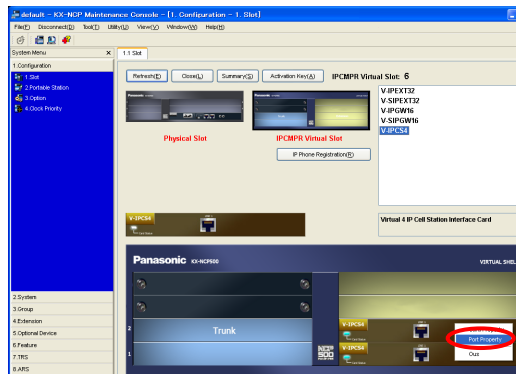 default - KX-NCP Maintenance Console - [1. Configuration - 1. Slot]
File(F) Disconnect(D) Tool(T) Utility(U) View(V) Window(W) Help(H)
System Menu
1.1 Slot
1.Configuration
1.Slot
2.Portable Station
3.Option
4.Clock Priority
Refresh(E) Close(L) Summary(S) Activation Key(A) IPCMPR Virtual Slot: 6
V-IPEXT32
V-SIPEXT32
V-IPGW16
V-SIPGW16
V-IPCS4
Physical Slot
IPCMPR Virtual Slot
IP Phone Registration(R)
V-IPCS4
Virtual 4 IP Cell Station Interface Card
Panasonic KX-NCP500
VIRTUAL SHEL
2 Trunk
1
NCP
500
V-IPCS4
V-IPCS4
Port Property
Ous
2.System
3.Group
4.Extension
5.Optional Device
6.Feature
7.TRS
8.ARS